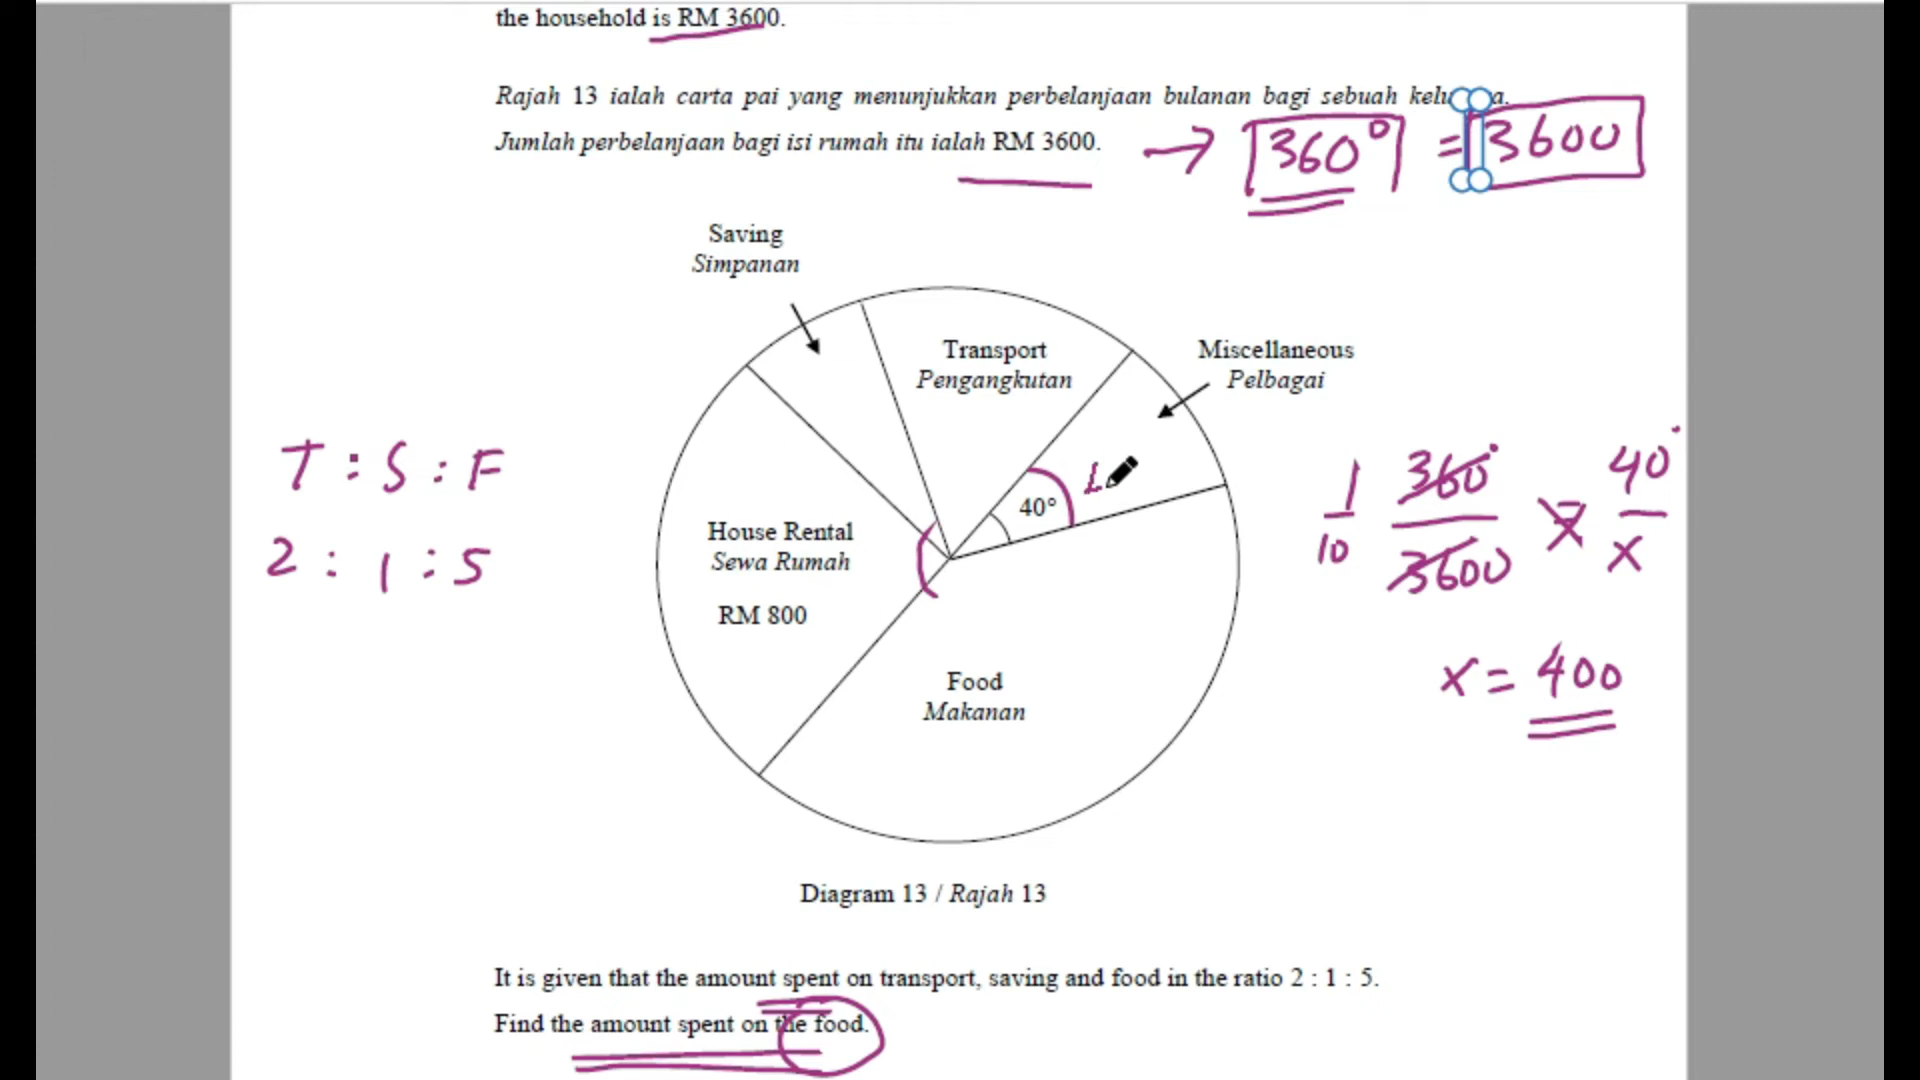 the household is RM 3600.
Rajah 13 ialah carta pai yang menunjukkan perbelanjaan bulanan bagi sebuah
Jumlah perbelanjaan bagi isi rumah itu ialah RM 3600.
→ 360° = 3600
Saving
Simpanan
Transport
Pengangkutan
Miscellaneous
Pelbagai
40°
T : S : F
2 : 1 : 5
House Rental
Sewa Rumah
RM 800
Food
Makanan
1/10 360°/3600 = 40°/x
x = 400
Diagram 13 / Rajah 13
It is given that the amount spent on transport, saving and food in the ratio 2 : 1 : 5.
Find the amount spent on the food.